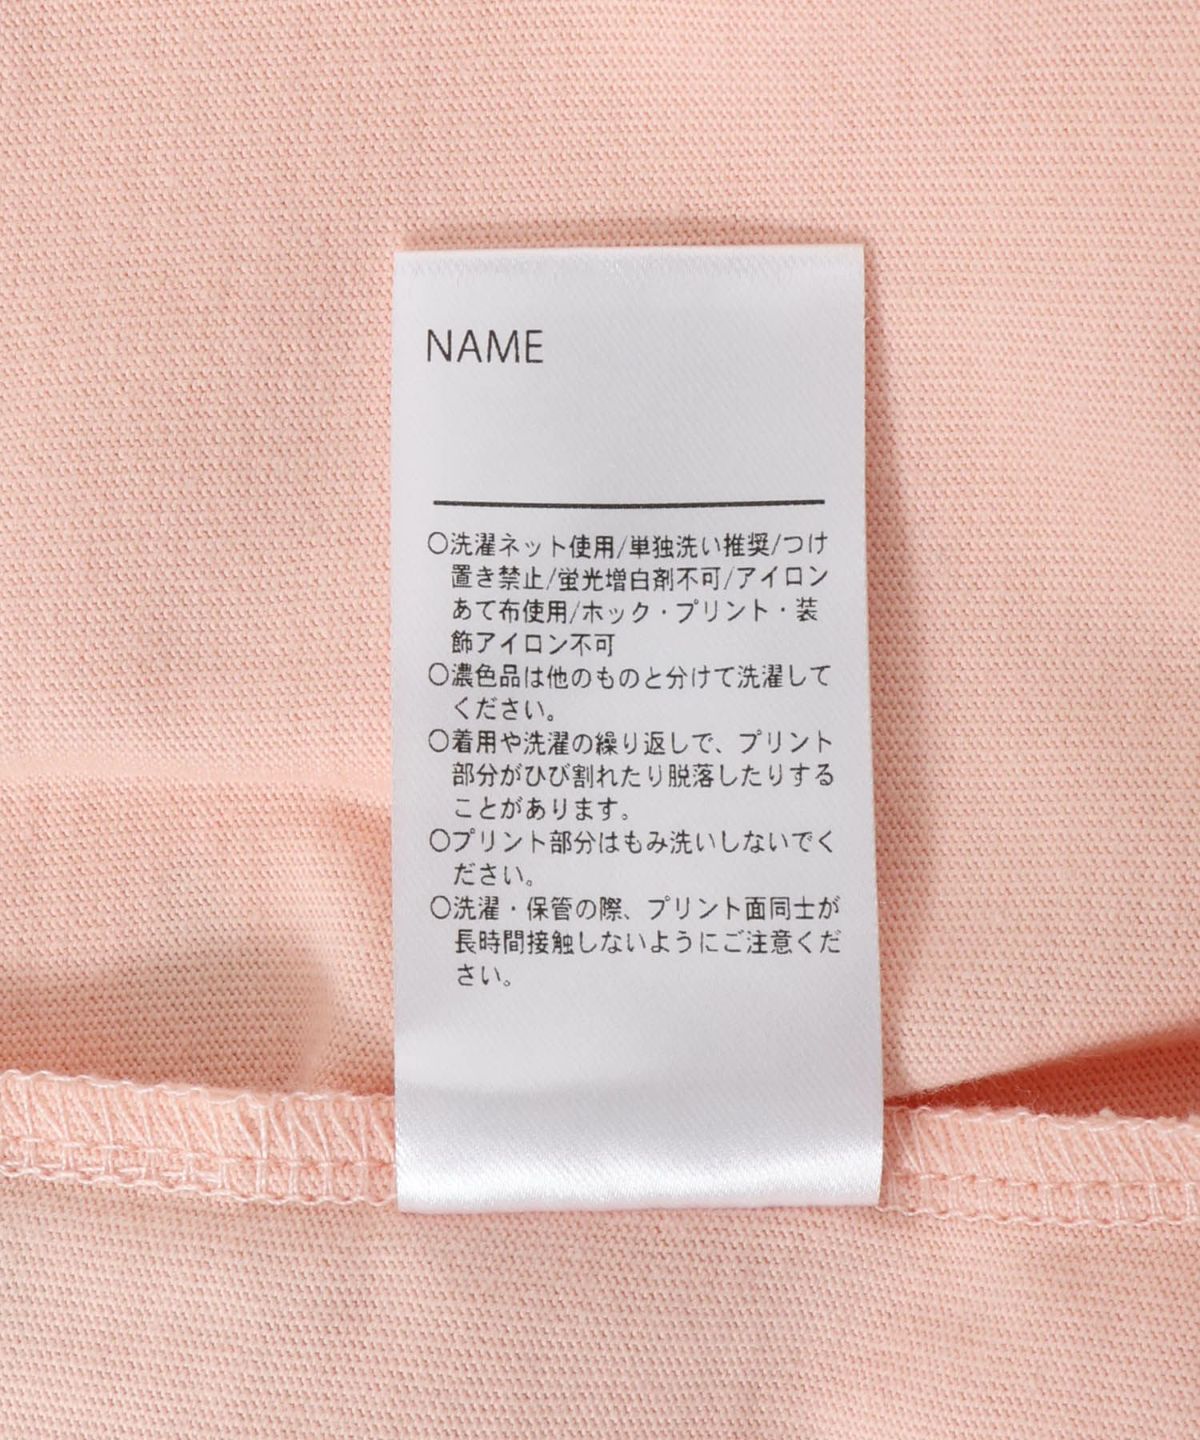 NAME
○洗濯ネット使用/単独洗い推奨/つけ
置き禁止/蛍光増白剤不可/アイロン
あて布使用/ホック・プリント・装
飾アイロン不可
○濃色品は他のものと分けて洗濯して
ください。
○着用や洗濯の繰り返しで、プリント
部分がひび割れたり脱落したりする
ことがあります。
○プリント部分はもみ洗いしないでく
ださい。
○洗濯・保管の際、プリント面同士が
長時間接触しないようにご注意くだ
さい。